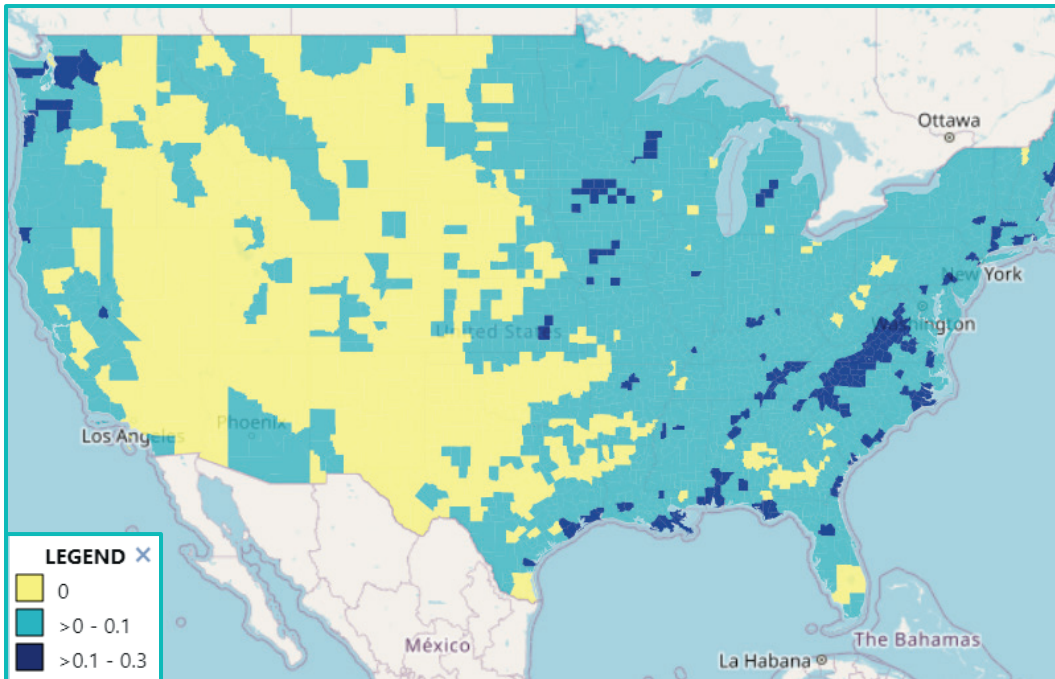 Ottawa
New York
Washington
United States
Phoenix
Los Angeles
LEGEND ✕
0
>0 - 0.1
>0.1 - 0.3
México
The Bahamas
La Habana